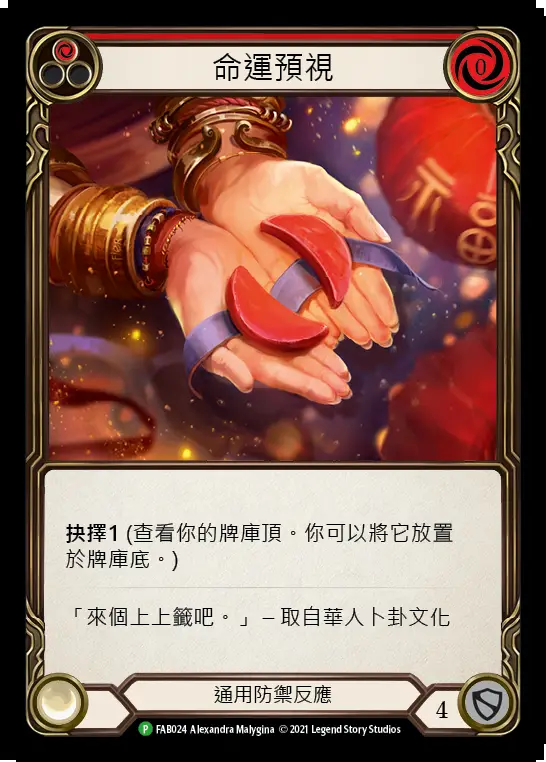 命運預視
0
抉擇1 (查看你的牌庫頂。你可以將它放置
於牌庫底。)
「來個上上籤吧。」– 取自華人卜卦文化
通用防禦反應
4
P FAB024 Alexandra Malygina © 2021 Legend Story Studios